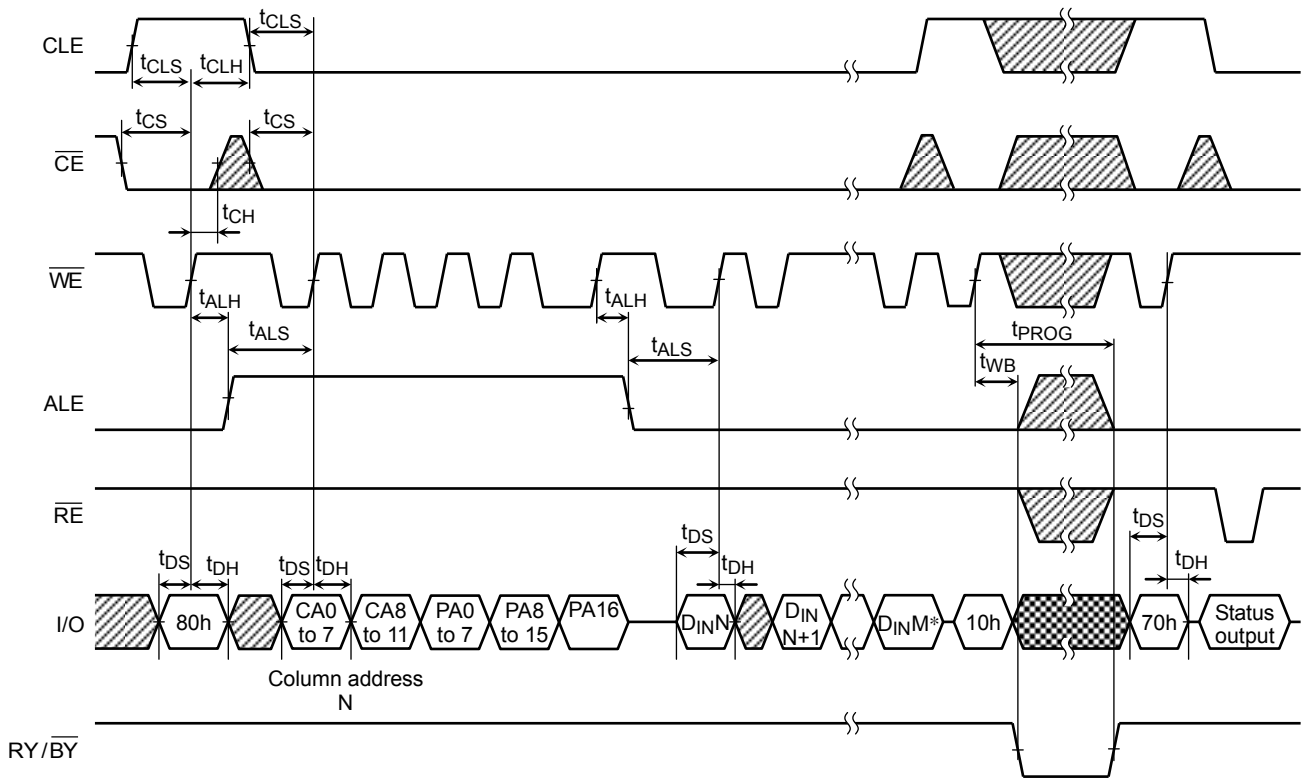 tCLS
CLE
tCLS tCLH
tCS tCS
CE
tCH
WE
tALH tALH tPROG
tALS tALS tWB
ALE
RE
tDS tDS
tDS tDH tDS tDH tDH tDH
I/O 80h CA0 to 7 CA8 to 11 PA0 to 7 PA8 to 15 PA16 DINN DIN N+1 DINM* 10h 70h Status output
Column address
N
RY/BY